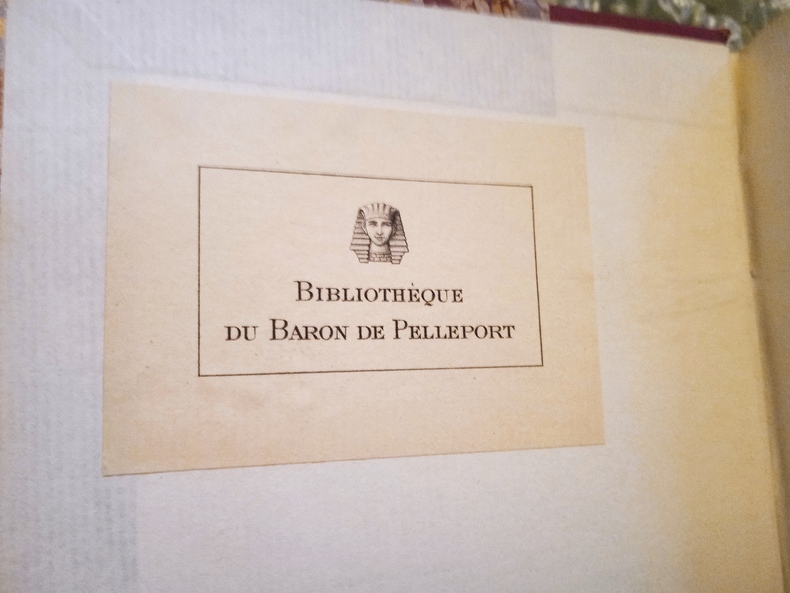 BIBLIOTHÈQUE
DU BARON DE PELLEPORT